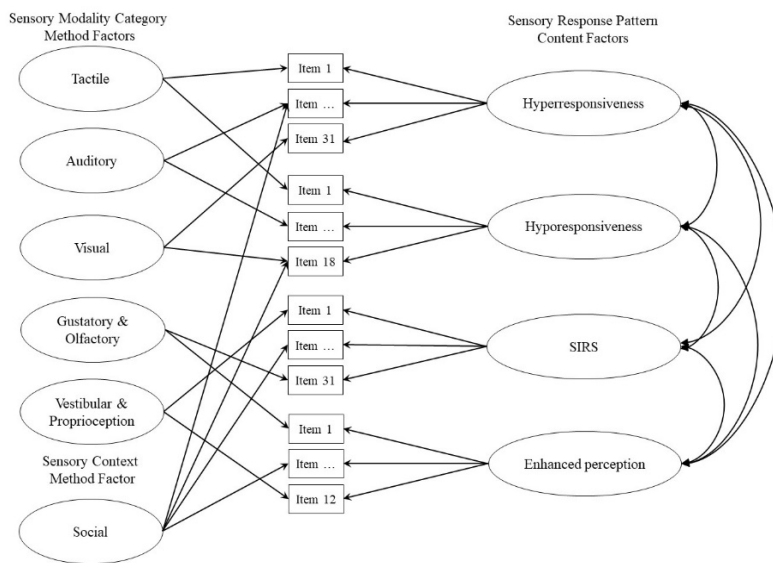 Sensory Modality Category
Method Factors
Tactile
Auditory
Visual
Gustatory &
Olfactory
Vestibular &
Proprioception
Sensory Context
Method Factor
Social
Item 1
Item ...
Item 31
Item 1
Item ...
Item 18
Item 1
Item ...
Item 31
Item 1
Item ...
Item 12
Sensory Response Pattern
Content Factors
Hyperresponsiveness
Hyporesponsiveness
SIRS
Enhanced perception